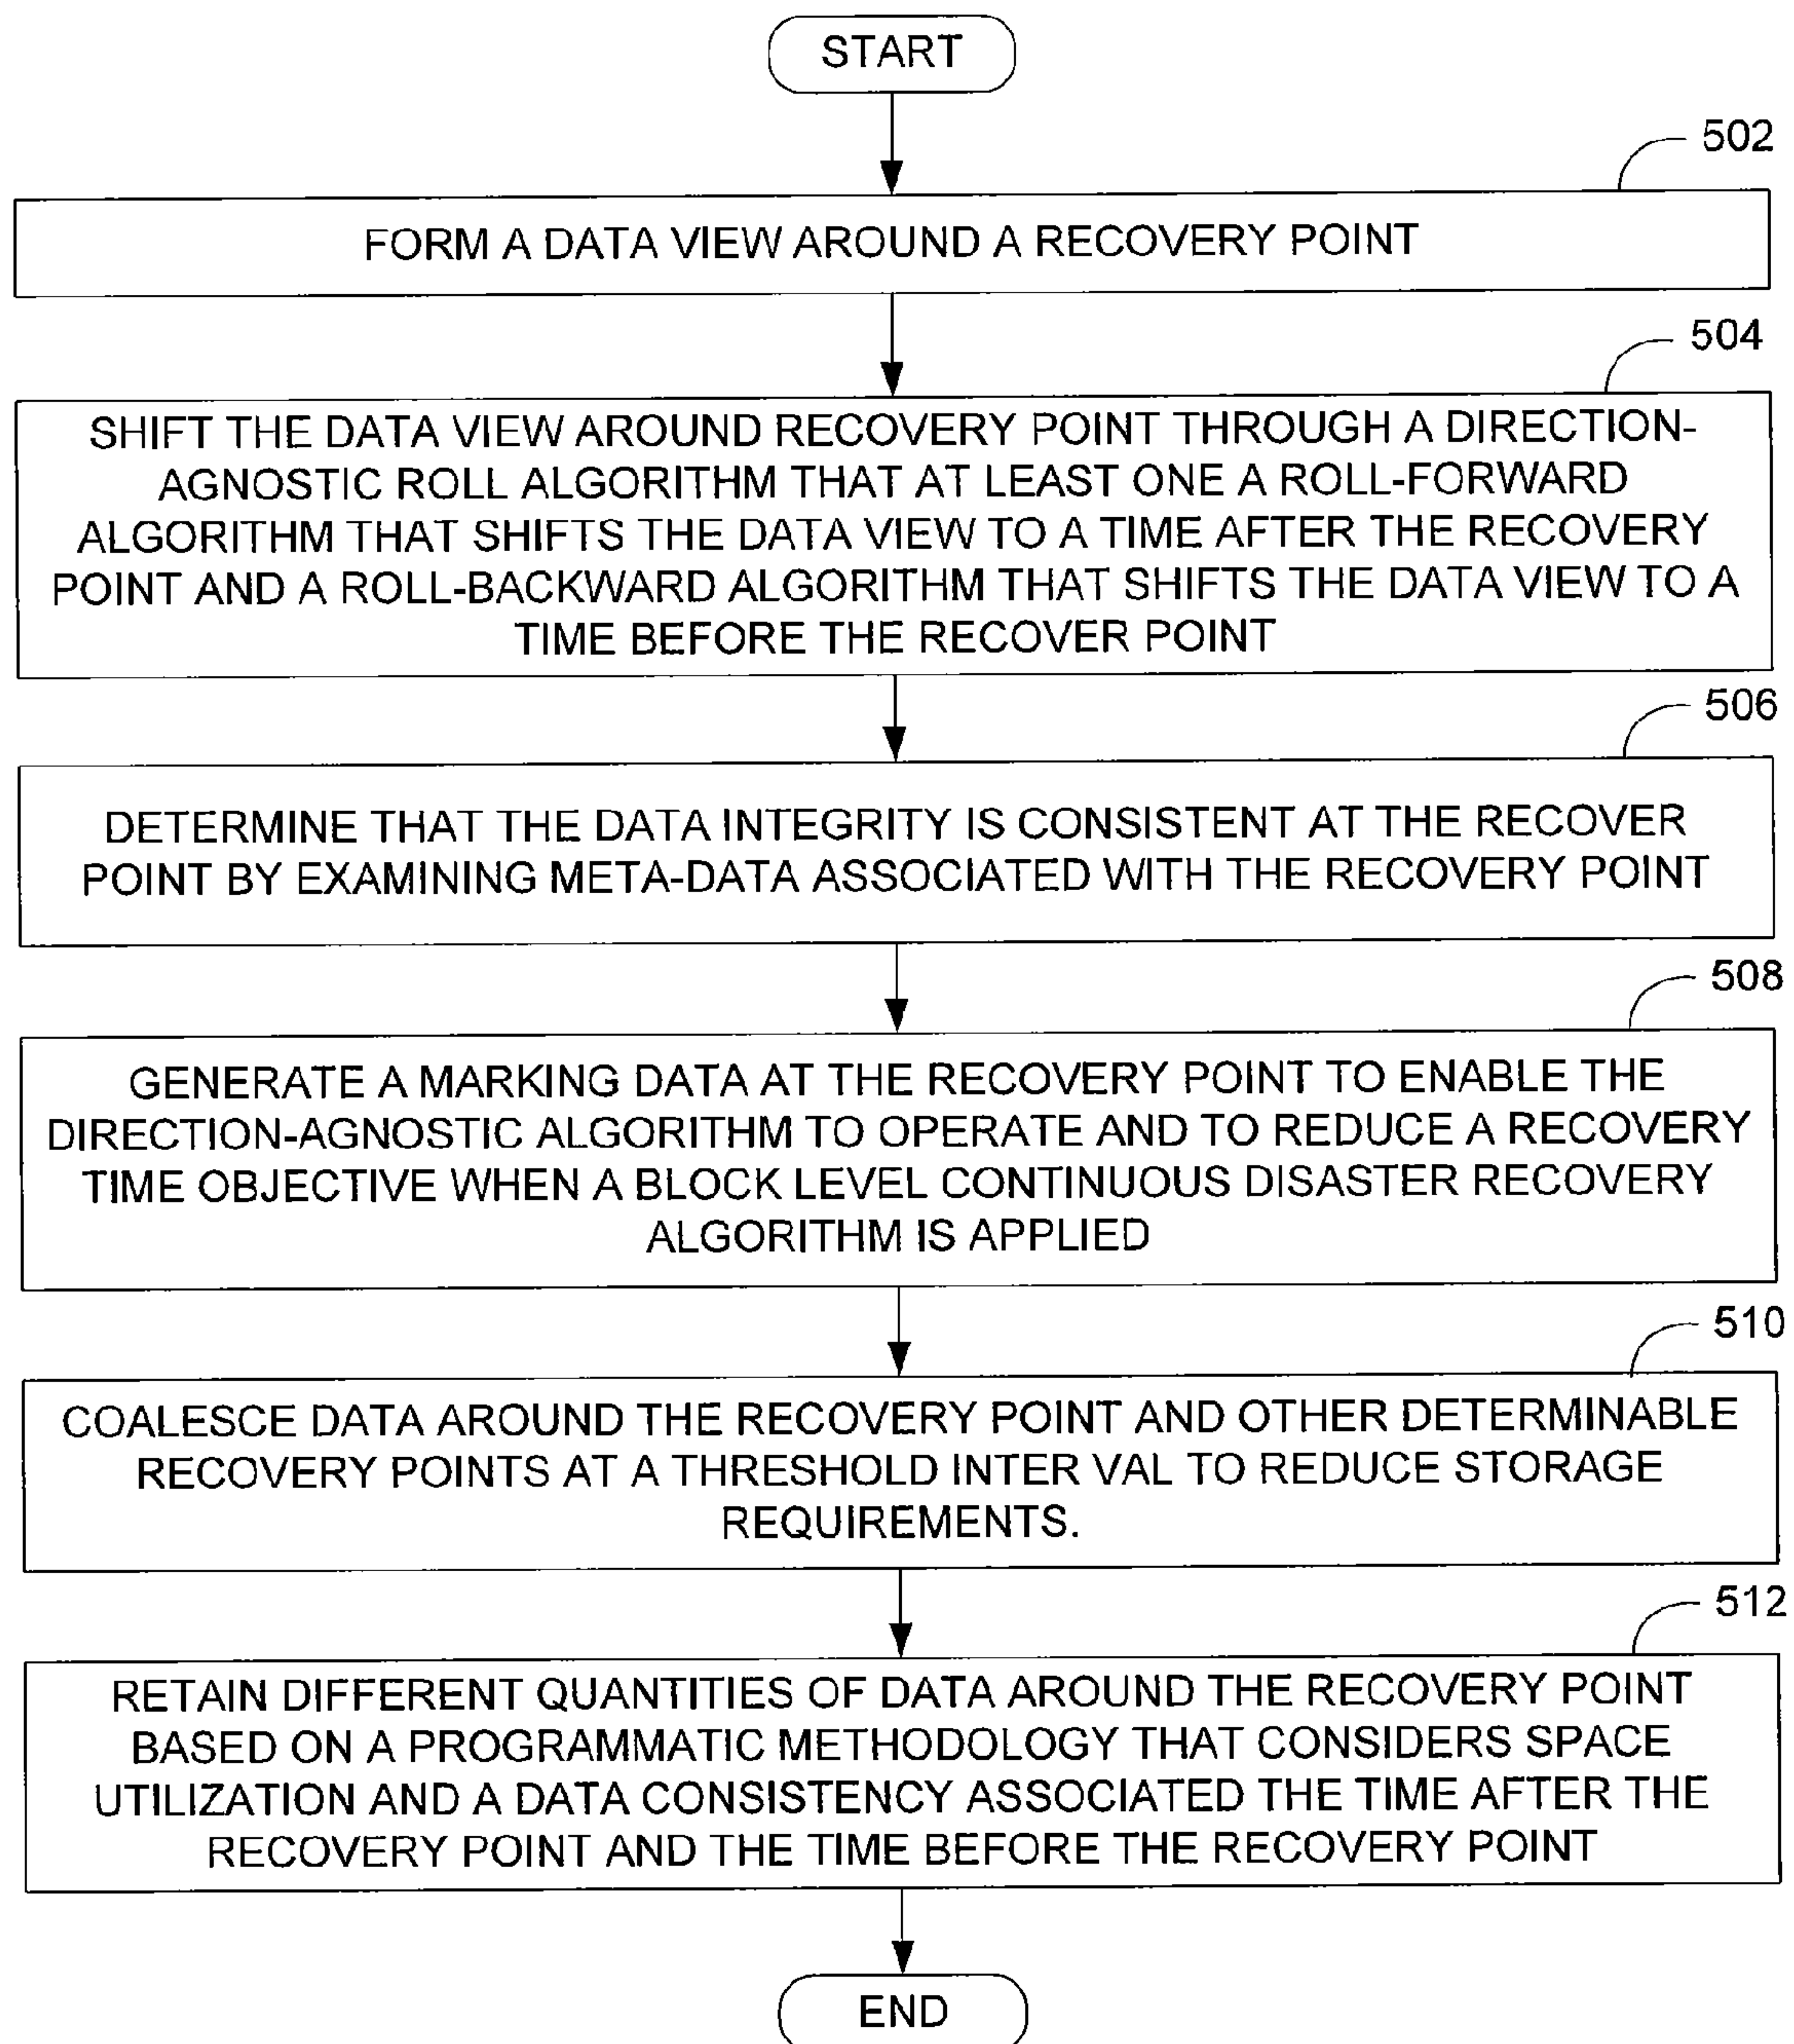 START
502
FORM A DATA VIEW AROUND A RECOVERY POINT
504
SHIFT THE DATA VIEW AROUND RECOVERY POINT THROUGH A DIRECTION-
AGNOSTIC ROLL ALGORITHM THAT AT LEAST ONE A ROLL-FORWARD
ALGORITHM THAT SHIFTS THE DATA VIEW TO A TIME AFTER THE RECOVERY
POINT AND A ROLL-BACKWARD ALGORITHM THAT SHIFTS THE DATA VIEW TO A
TIME BEFORE THE RECOVER POINT
506
DETERMINE THAT THE DATA INTEGRITY IS CONSISTENT AT THE RECOVER
POINT BY EXAMINING META-DATA ASSOCIATED WITH THE RECOVERY POINT
508
GENERATE A MARKING DATA AT THE RECOVERY POINT TO ENABLE THE
DIRECTION-AGNOSTIC ALGORITHM TO OPERATE AND TO REDUCE A RECOVERY
TIME OBJECTIVE WHEN A BLOCK LEVEL CONTINUOUS DISASTER RECOVERY
ALGORITHM IS APPLIED
510
COALESCE DATA AROUND THE RECOVERY POINT AND OTHER DETERMINABLE
RECOVERY POINTS AT A THRESHOLD INTER VAL TO REDUCE STORAGE
REQUIREMENTS.
512
RETAIN DIFFERENT QUANTITIES OF DATA AROUND THE RECOVERY POINT
BASED ON A PROGRAMMATIC METHODOLOGY THAT CONSIDERS SPACE
UTILIZATION AND A DATA CONSISTENCY ASSOCIATED THE TIME AFTER THE
RECOVERY POINT AND THE TIME BEFORE THE RECOVERY POINT
END